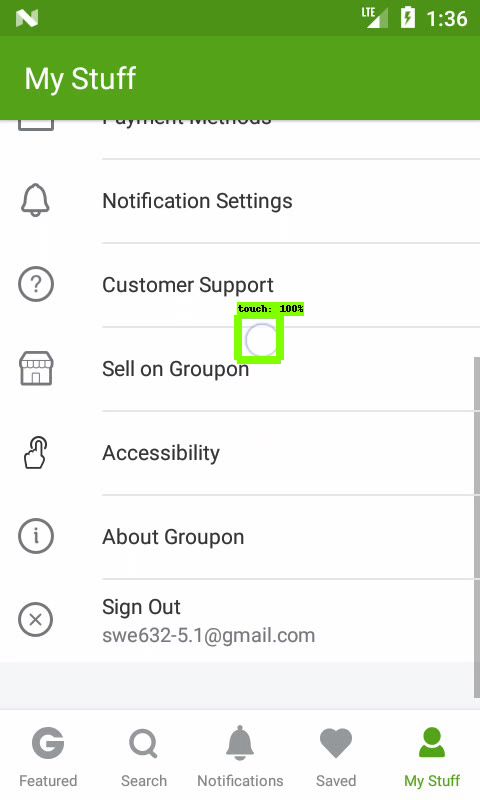 LTE 1:36
My Stuff
Payment Methods
Notification Settings
Customer Support
touch: 100%
Sell on Groupon
Accessibility
About Groupon
Sign Out
swe632-5.1@gmail.com
Featured Search Notifications Saved My Stuff